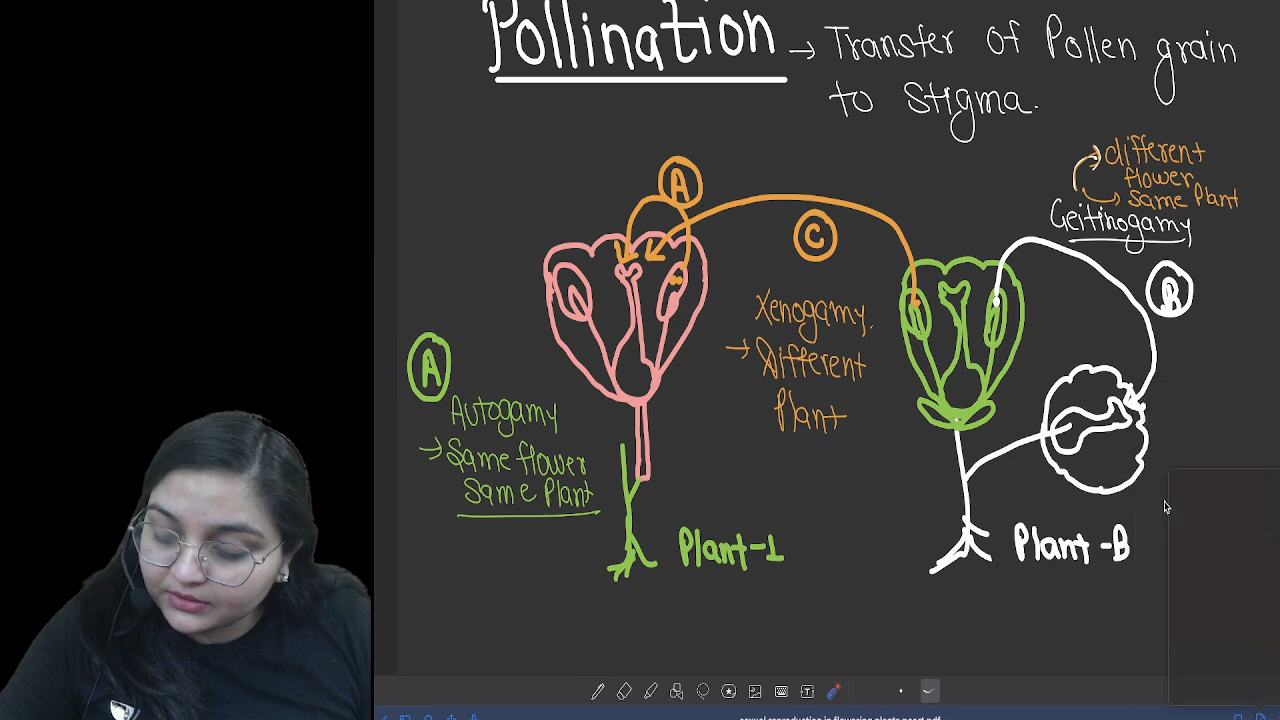 Pollination → Transfer of Pollen grain
to Stigma.
different
flower
same Plant
Geitinogamy
A
C
B
Xenogamy.
→ Different
Plant
A
Autogamy
→ Same flower
Same Plant
Plant-1
Plant-B